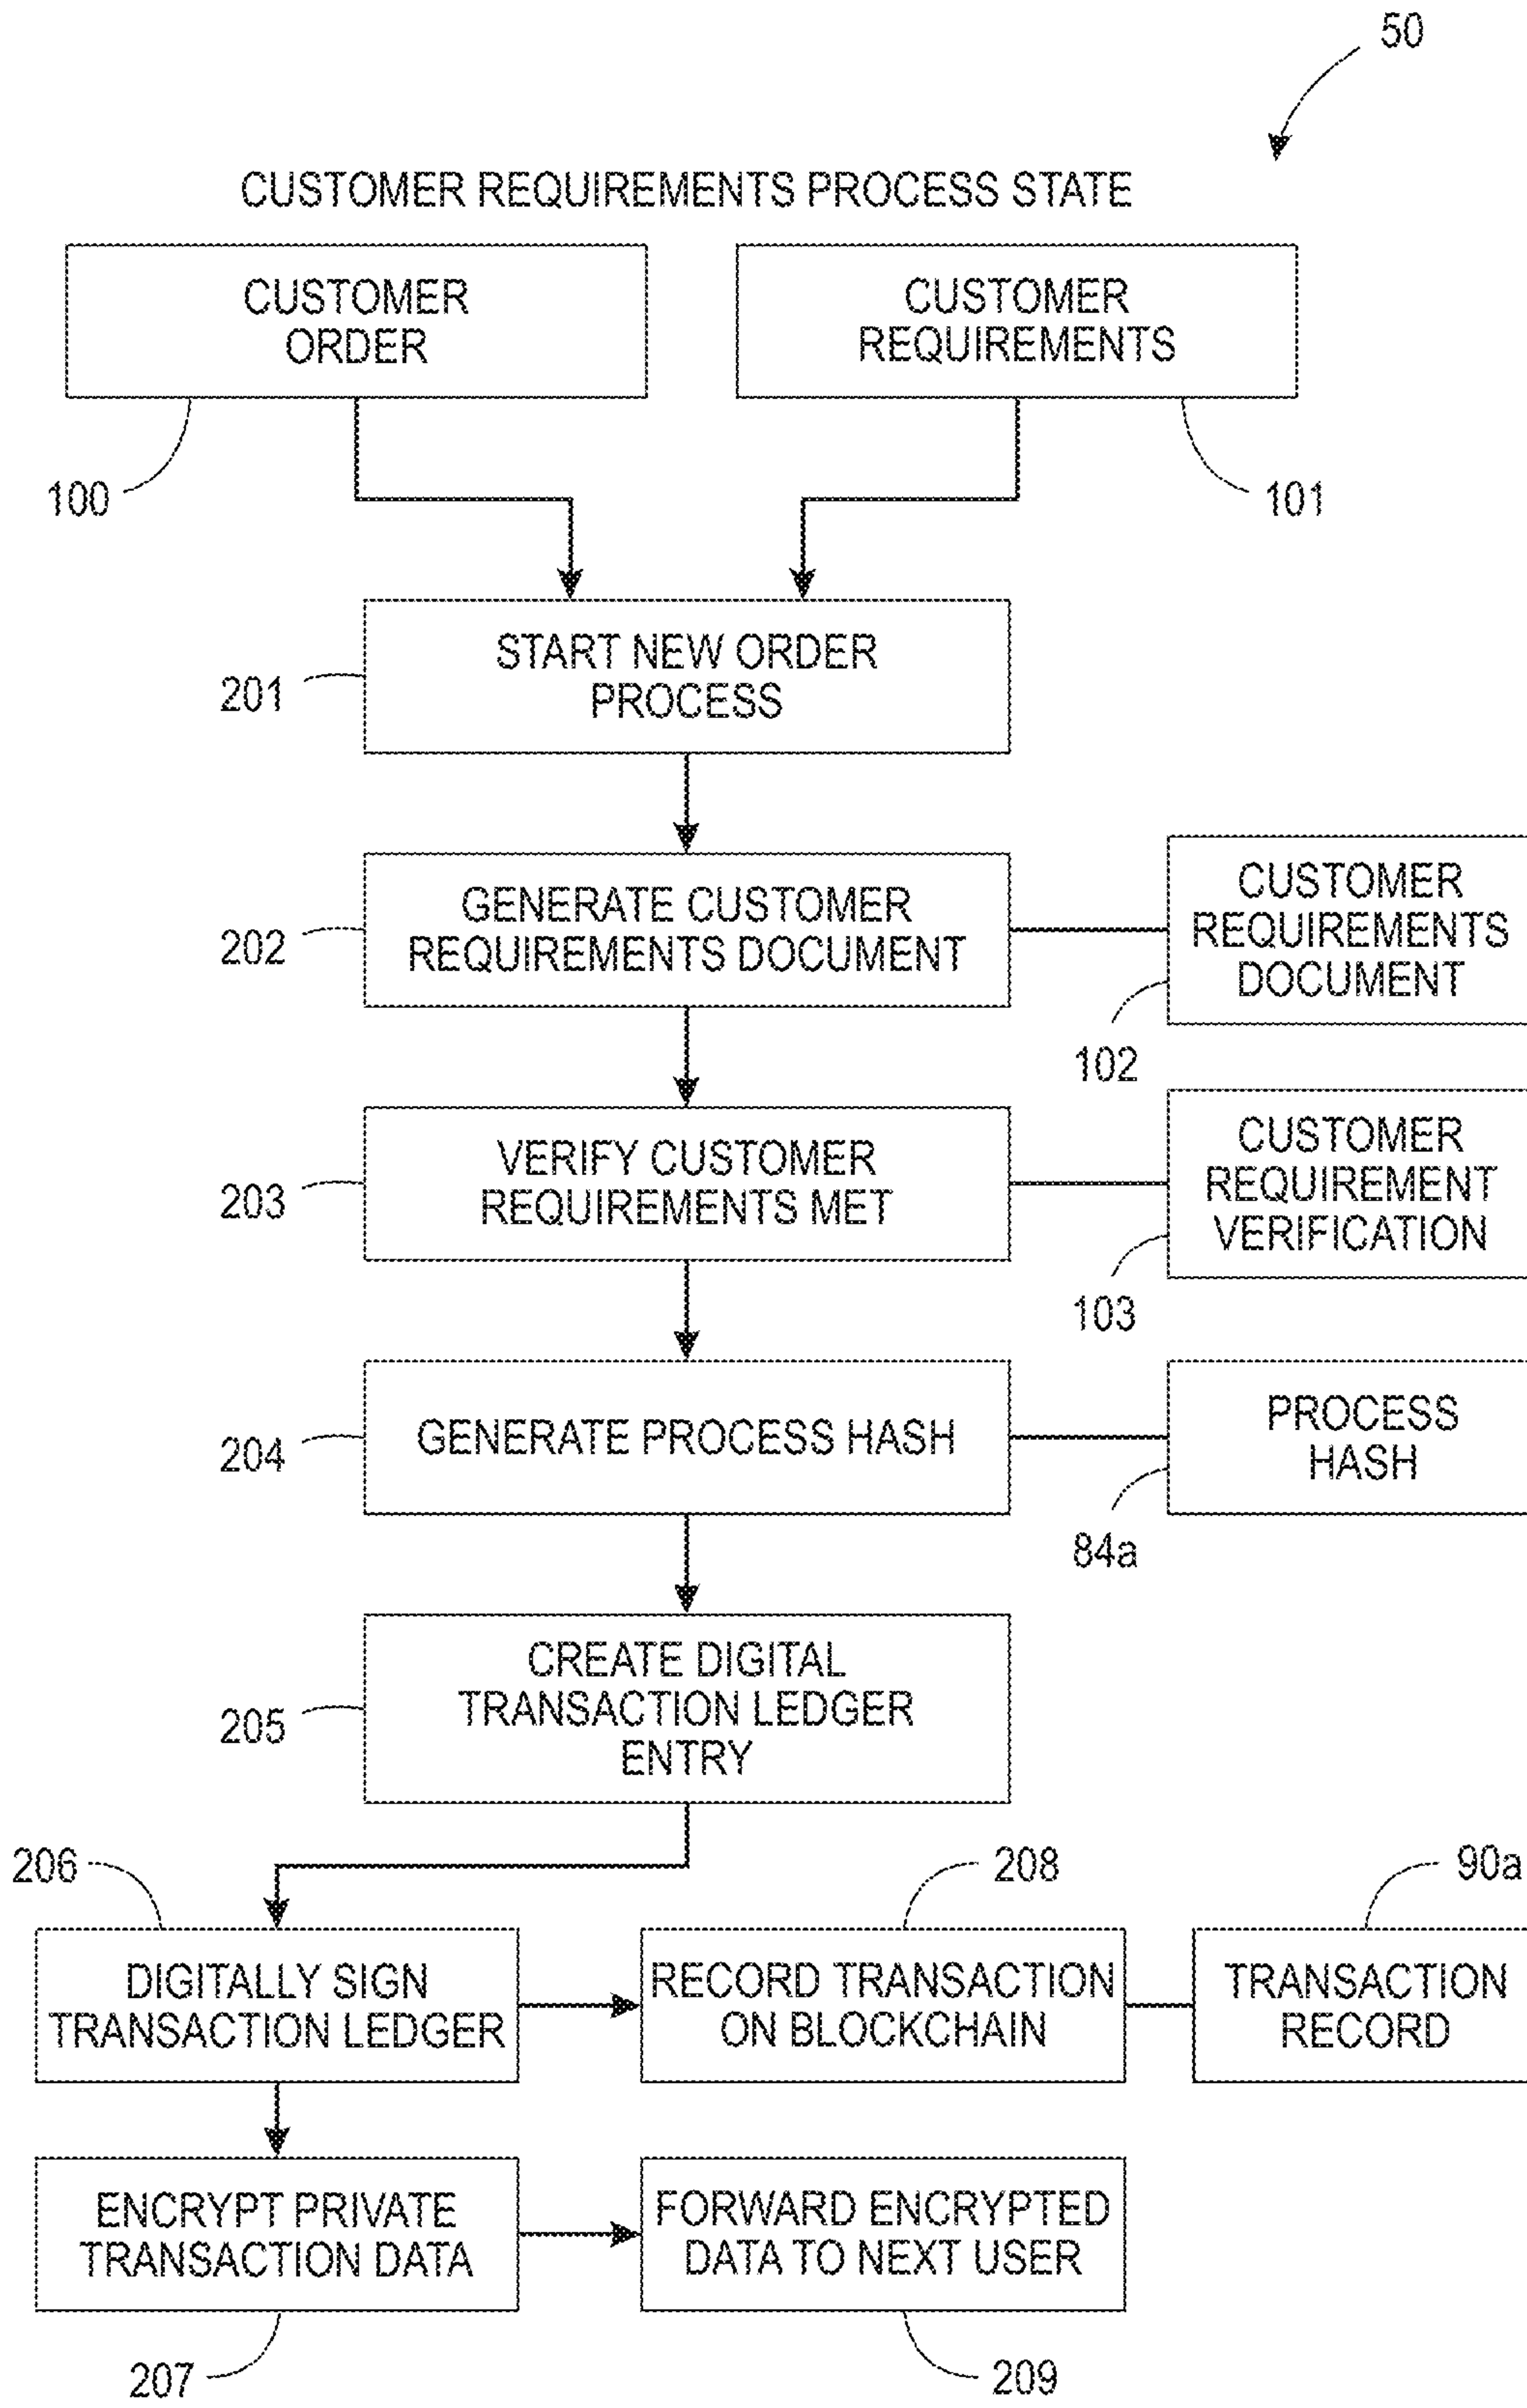 50
CUSTOMER REQUIREMENTS PROCESS STATE
CUSTOMER
ORDER
CUSTOMER
REQUIREMENTS
100
101
START NEW ORDER
PROCESS
201
GENERATE CUSTOMER
REQUIREMENTS DOCUMENT
202
CUSTOMER
REQUIREMENTS
DOCUMENT
102
VERIFY CUSTOMER
REQUIREMENTS MET
203
CUSTOMER
REQUIREMENT
VERIFICATION
103
GENERATE PROCESS HASH
204
PROCESS
HASH
84a
CREATE DIGITAL
TRANSACTION LEDGER
ENTRY
205
206
208
90a
DIGITALLY SIGN
TRANSACTION LEDGER
RECORD TRANSACTION
ON BLOCKCHAIN
TRANSACTION
RECORD
ENCRYPT PRIVATE
TRANSACTION DATA
FORWARD ENCRYPTED
DATA TO NEXT USER
207
209